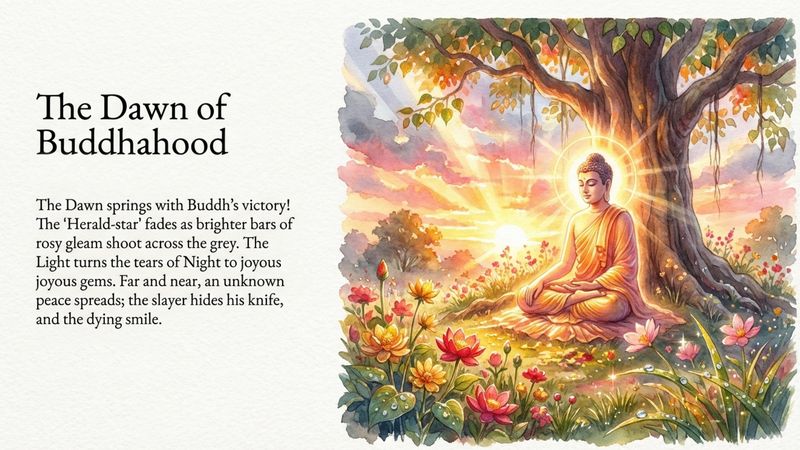 The Dawn of
Buddhahood
The Dawn springs with Buddh’s victory!
The ‘Herald-star’ fades as brighter bars of
rosy gleam shoot across the grey. The
Light turns the tears of Night to joyous
joyous gems. Far and near, an unknown
peace spreads; the slayer hides his knife,
and the dying smile.